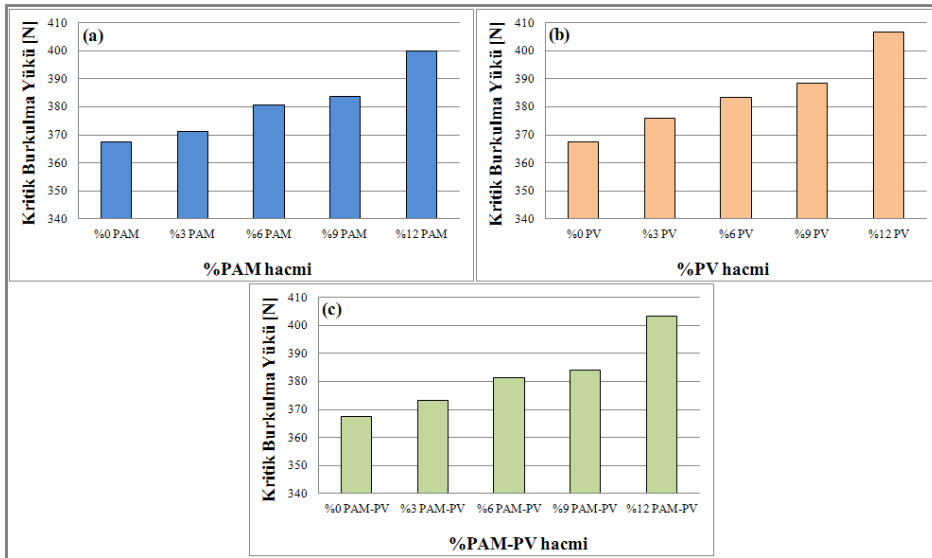 (a)
Kritik Burkulma Yükü [N]
410
400
390
380
370
360
350
340
%0 PAM %3 PAM %6 PAM %9 PAM %12 PAM
%PAM hacmi
(b)
Kritik Burkulma Yükü [N]
410
400
390
380
370
360
350
340
%0 PV %3 PV %6 PV %9 PV %12 PV
%PV hacmi
(c)
Kritik Burkulma Yükü [N]
410
400
390
380
370
360
350
340
%0 PAM-PV %3 PAM-PV %6 PAM-PV %9 PAM-PV %12 PAM-PV
%PAM-PV hacmi